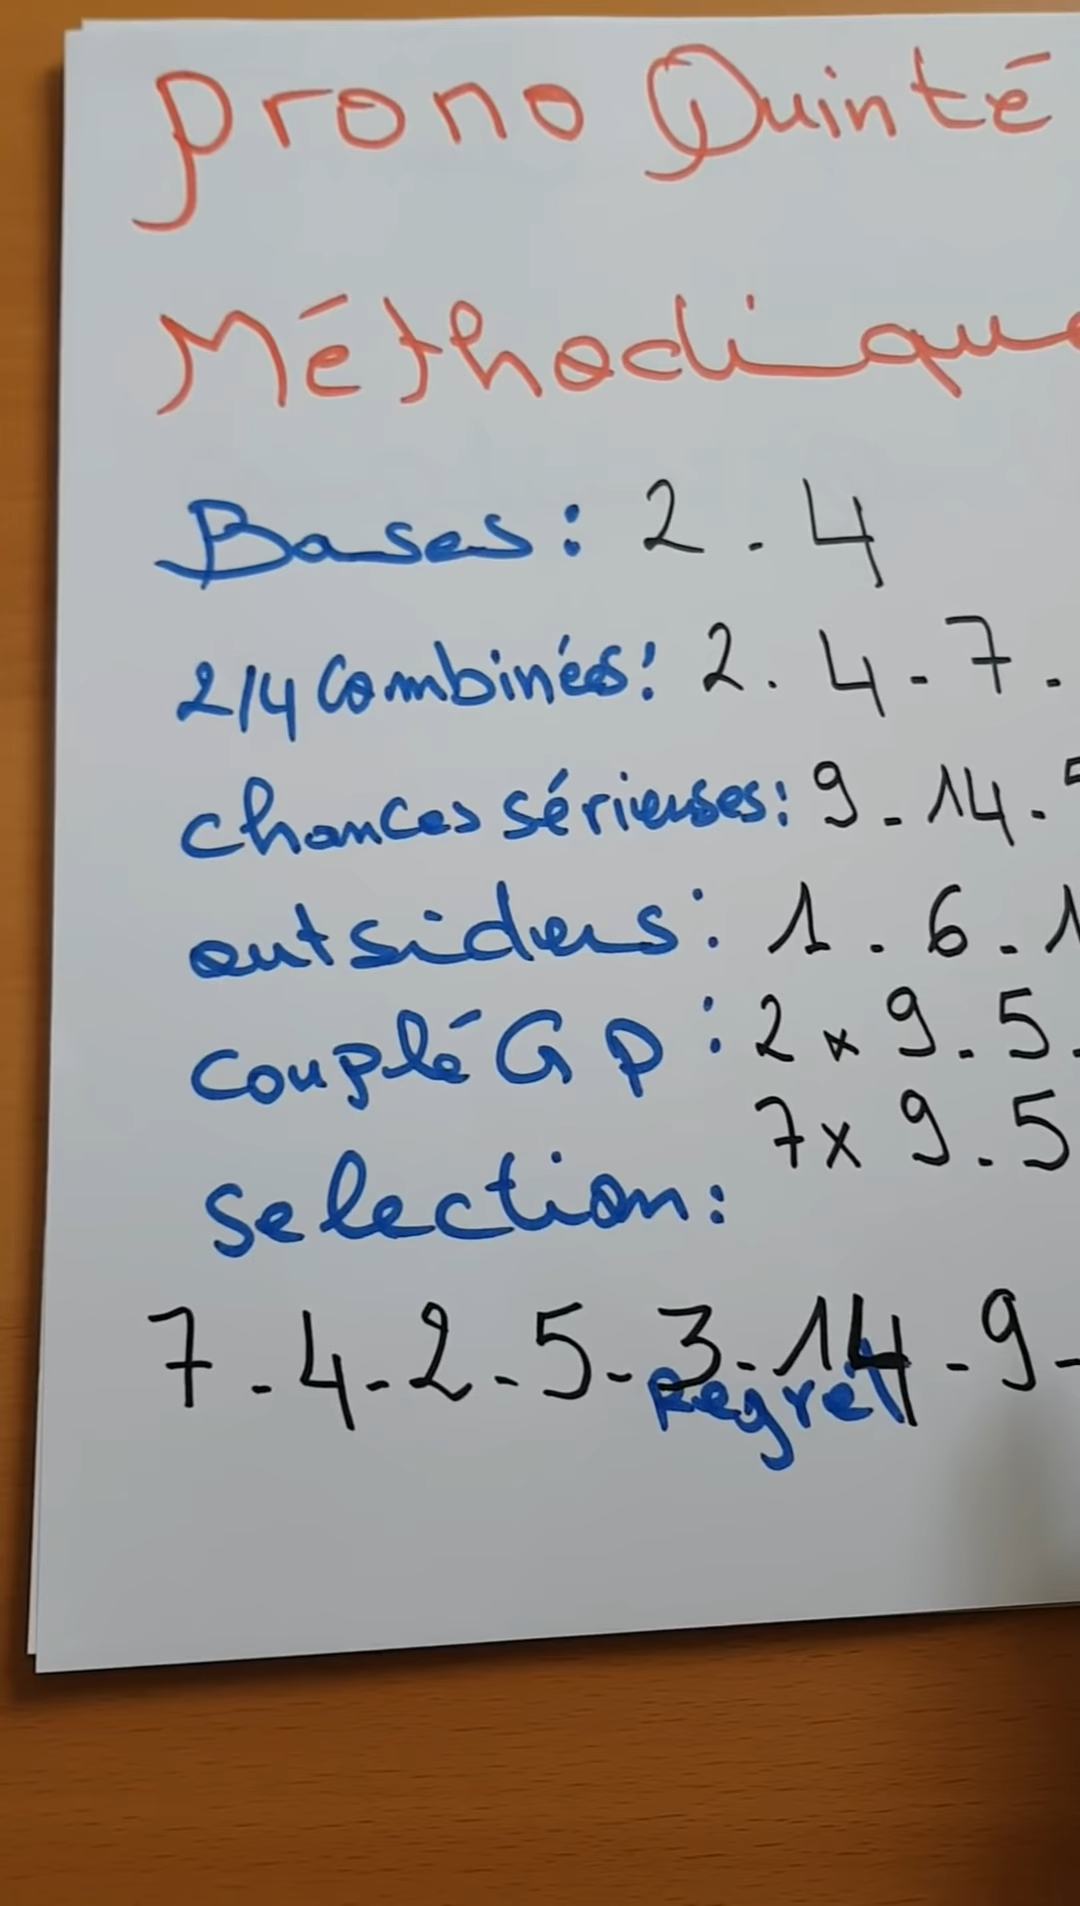 Prono Quinté
Méthodique
Bases: 2 . 4
2/4 Combinées: 2 . 4 - 7 .
chances sérieuses: 9 - 14 .
outsiders: 1 . 6 -
couplé G P : 2 x 9 . 5
7 x 9 . 5
selection:
7 - 4 - 2 - 5 - 3 - 14 - 9 -
Regret